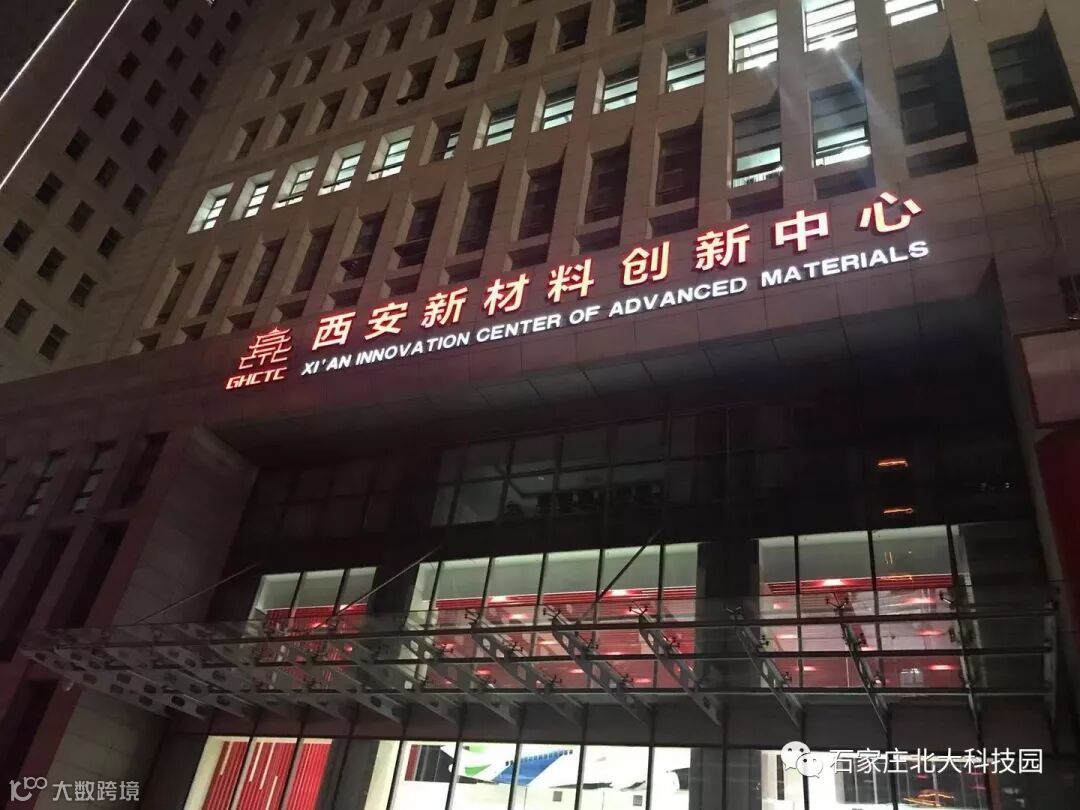 西安新材料创新中心
XI'AN INNOVATION CENTER OF ADVANCED MATERIALS
GHCTC
石家庄北大科技园
大数跨境